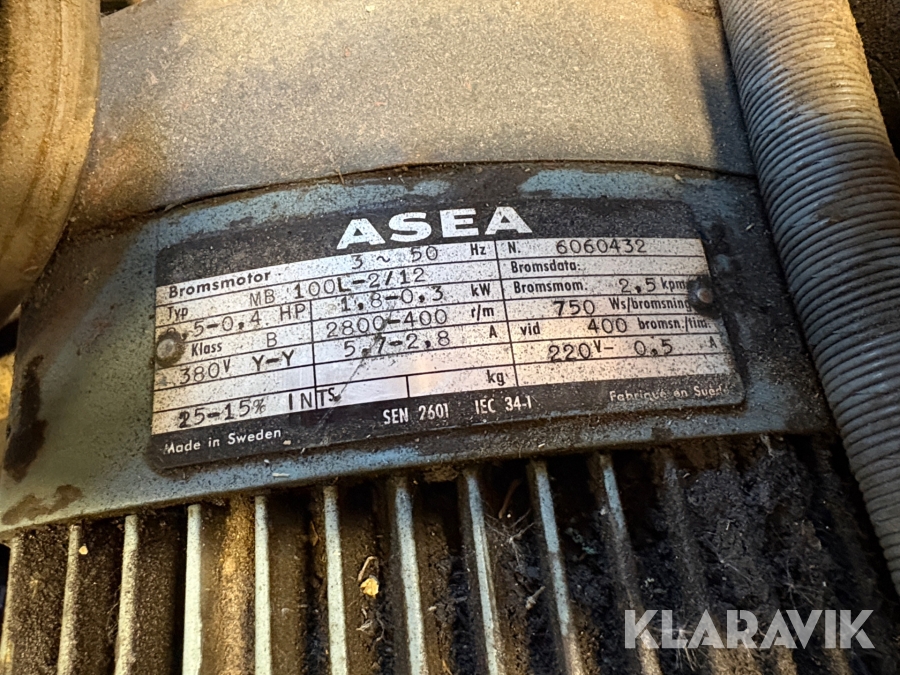 ASEA
Bromsmotor 3 ~ 50 Hz
Typ MB 100L-2/12
,5-0,4 HP 1,8-0,3 kW
Klass B 2800-400 r/m
380V Y-Y 5,7-2,8 A
kg
25-15% INTS
N. 6060432
Bromsdata:
Bromsmom. 2,5 kpm
750 Ws/bromsning
vid 400 bromsn./tim.
220V- 0,5 A
Made in Sweden SEN 2601 IEC 34-1 Fabriqué en Suède
KLARAVIK